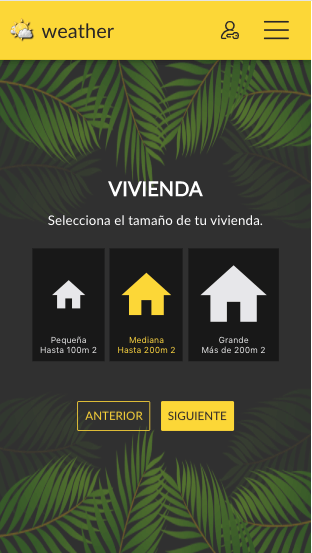 weather
VIVIENDA
Selecciona el tamaño de tu vivienda.
Pequeña
Hasta 100m 2
Mediana
Hasta 200m 2
Grande
Más de 200m 2
ANTERIOR
SIGUIENTE